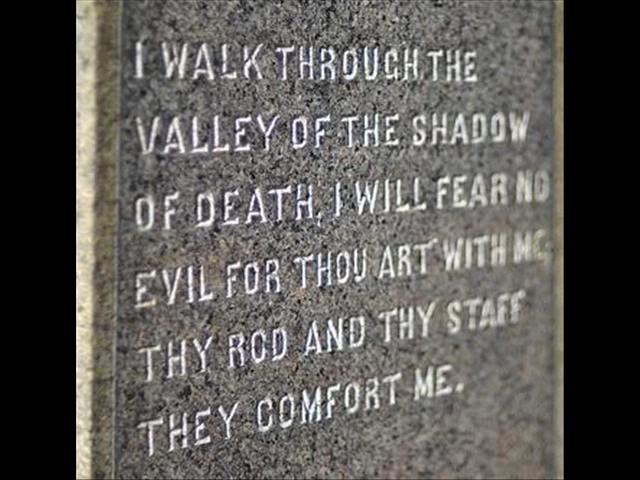 I WALK THROUGH THE
VALLEY OF THE SHADOW
OF DEATH, I WILL FEAR NO
EVIL FOR THOU ART WITH ME,
THY ROD AND THY STAFF
THEY COMFORT ME.